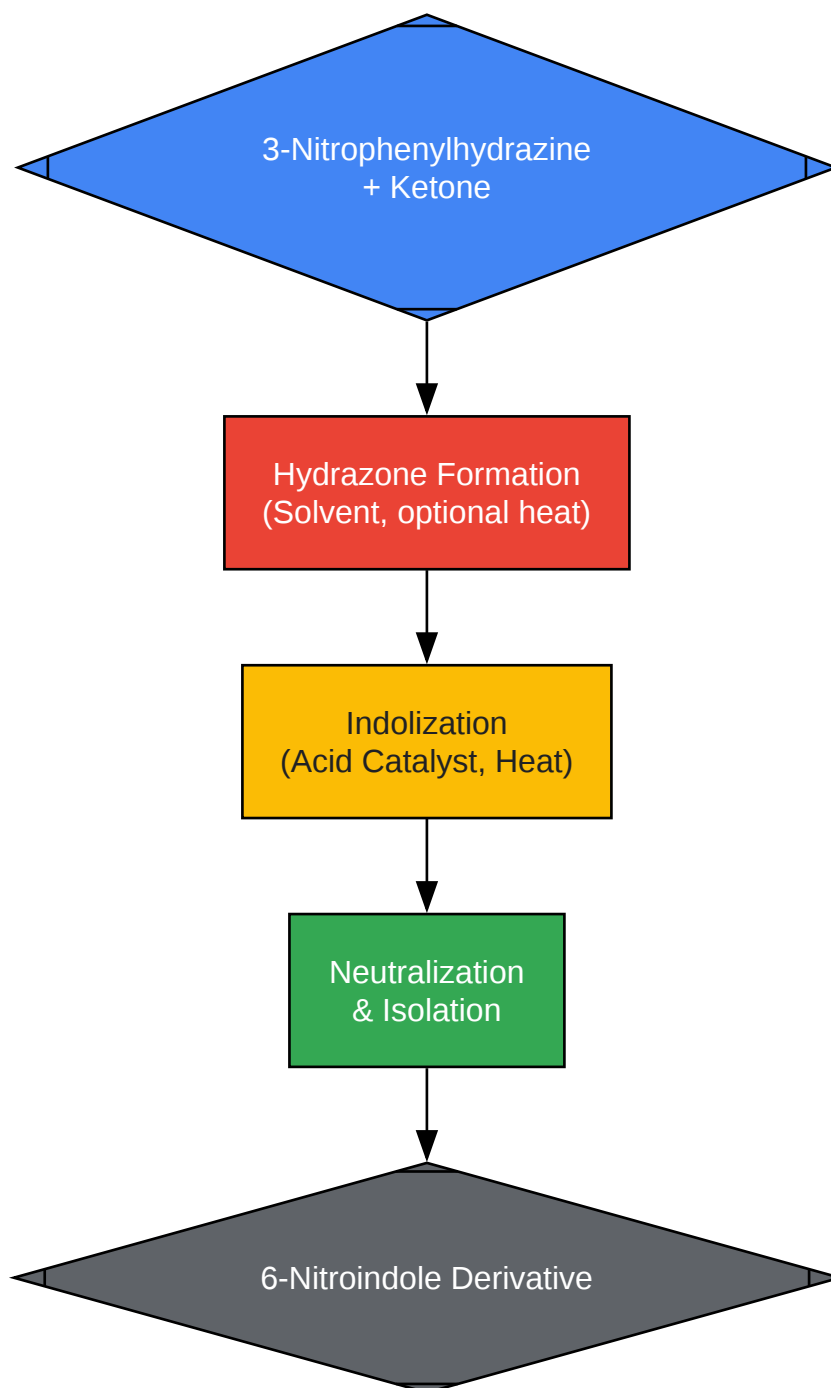 3-Nitrophenylhydrazine
+ Ketone
Hydrazone Formation
(Solvent, optional heat)
Indolization
(Acid Catalyst, Heat)
Neutralization
& Isolation
6-Nitroindole Derivative